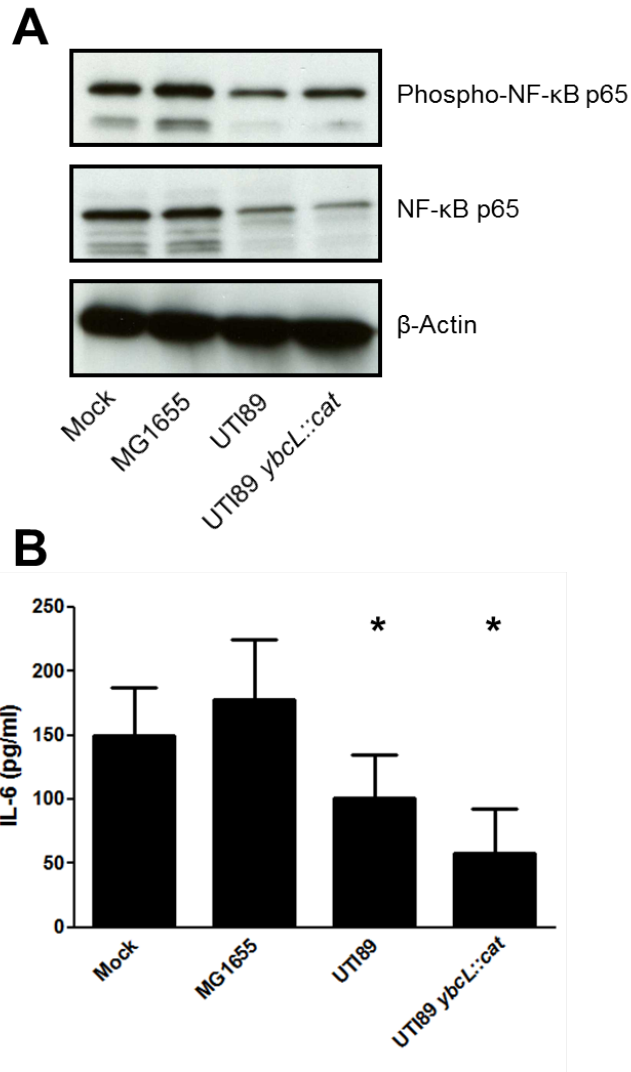 A
Phospho-NF-κB p65
NF-κB p65
β-Actin
Mock
MG1655
UTI89
UTI89 ybcL::cat
B
250
200
150
100
50
0
IL-6 (pg/ml)
*
*
Mock
MG1655
UTI89
UTI89 ybcL::cat